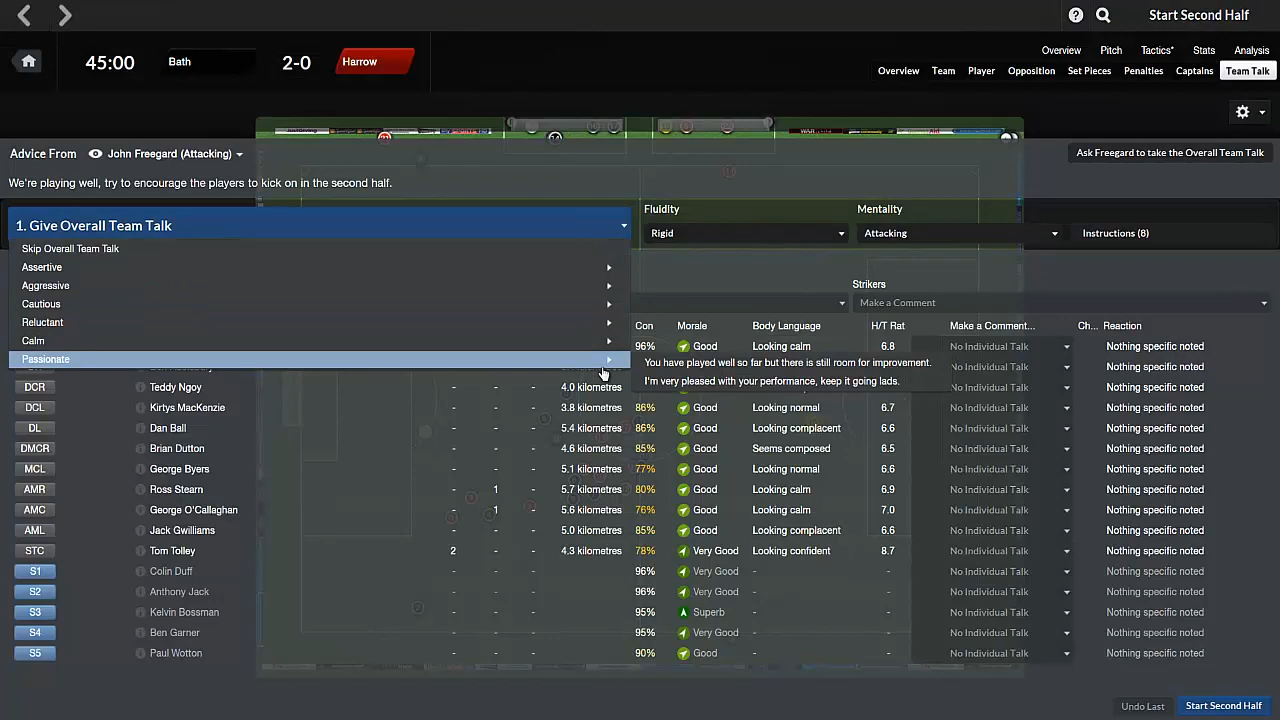 Start Second Half
45:00 Bath 2-0 Harrow
Overview Pitch Tactics* Stats Analysis
Overview Team Player Opposition Set Pieces Penalties Captains Team Talk
Advice From John Freegard (Attacking)
Ask Freegard to take the Overall Team Talk
We're playing well, try to encourage the players to kick on in the second half.
1. Give Overall Team Talk
Fluidity Mentality
Rigid Attacking Instructions (8)
Skip Overall Team Talk
Assertive
Aggressive
Cautious
Reluctant
Calm
Passionate
You have played well so far but there is still room for improvement.
I'm very pleased with your performance, keep it going lads.
Strikers
Make a Comment
Con Morale Body Language H/T Rat Make a Comment... Ch... Reaction
96% Good Looking calm 6.8 No Individual Talk Nothing specific noted
No Individual Talk Nothing specific noted
DCR Teddy Ngoy - - 4.0 kilometres No Individual Talk Nothing specific noted
DCL Kirtys MacKenzie - - 3.8 kilometres 86% Good Looking normal 6.7 No Individual Talk Nothing specific noted
DL Dan Ball - - 5.4 kilometres 86% Good Looking complacent 6.6 No Individual Talk Nothing specific noted
DMCR Brian Dutton - - - 4.6 kilometres 85% Good Seems composed 6.5 No Individual Talk Nothing specific noted
MCL George Byers - - - 5.1 kilometres 77% Good Looking normal 6.6 No Individual Talk Nothing specific noted
AMR Ross Stearn - 1 - 5.7 kilometres 80% Good Looking calm 6.9 No Individual Talk Nothing specific noted
AMC George O'Callaghan - 1 - 5.6 kilometres 76% Good Looking calm 7.0 No Individual Talk Nothing specific noted
AML Jack Gwilliams - - - 5.0 kilometres 85% Good Looking complacent 6.6 No Individual Talk Nothing specific noted
STC Tom Tolley 2 - - 4.3 kilometres 78% Very Good Looking confident 8.7 No Individual Talk Nothing specific noted
S1 Colin Duff 96% Very Good - - No Individual Talk Nothing specific noted
S2 Anthony Jack 96% Very Good - - No Individual Talk Nothing specific noted
S3 Kelvin Bossman 95% Superb - - No Individual Talk Nothing specific noted
S4 Ben Garner 95% Very Good - - No Individual Talk Nothing specific noted
S5 Paul Wotton 90% Good - - No Individual Talk Nothing specific noted
Undo Last Start Second Half